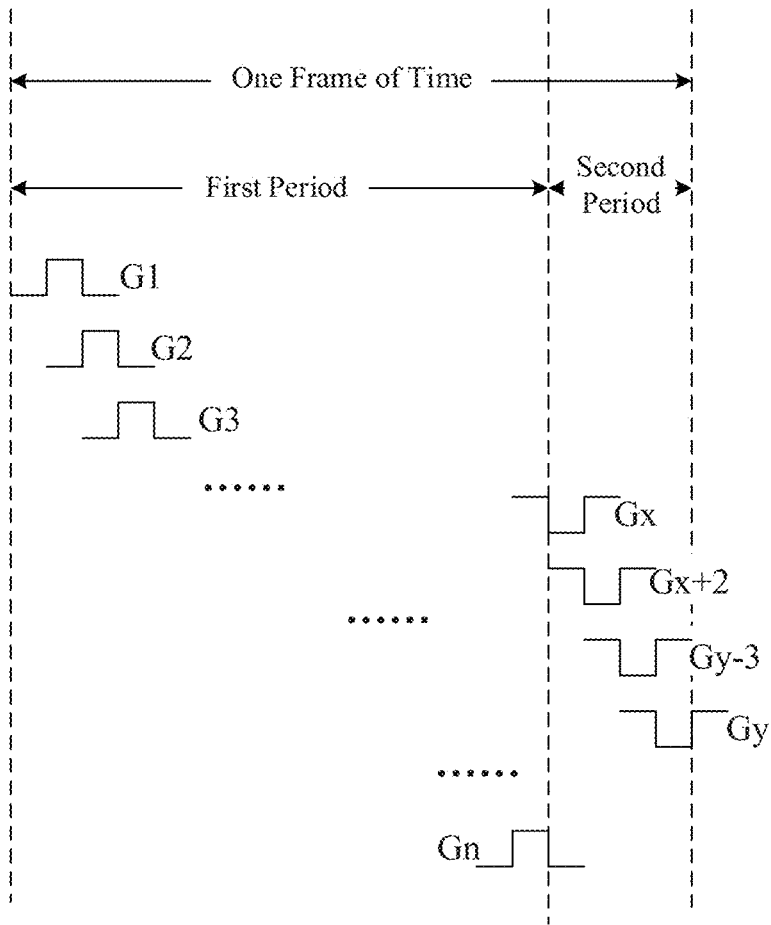 One Frame of Time
First Period
Second
Period
G1
G2
G3
......
Gx
Gx+2
......
Gy-3
Gy
......
Gn